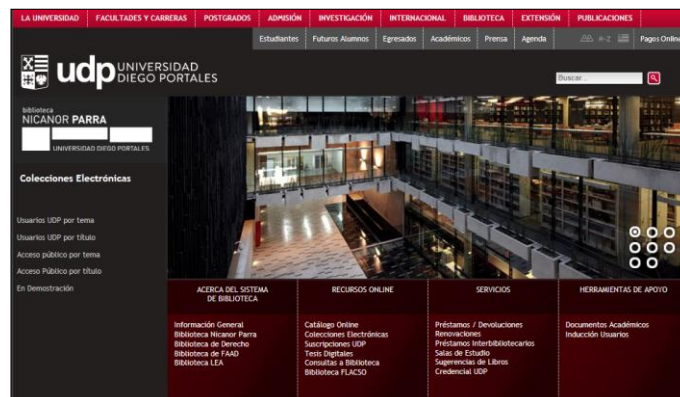 LA UNIVERSIDAD FACULTADES Y CARRERAS POSTGRADOS ADMISIÓN INVESTIGACIÓN INTERNACIONAL BIBLIOTECA EXTENSIÓN PUBLICACIONES
Estudiantes Futuros Alumnos Egresados Académicos Prensa Agenda A-Z Pagos Online
udp UNIVERSIDAD
DIEGO PORTALES
Buscar...
biblioteca
NICANOR PARRA
UNIVERSIDAD DIEGO PORTALES
Colecciones Electrónicas
Usuarios UDP por tema
Usuarios UDP por título
Acceso público por tema
Acceso Público por título
En Demostración
ACERCA DEL SISTEMA
DE BIBLIOTECA
Información General
Biblioteca Nicanor Parra
Biblioteca de Derecho
Biblioteca de FAAD
Biblioteca LEA
RECURSOS ONLINE
Catálogo Online
Colecciones Electrónicas
Suscripciones UDP
Tesis Digitales
Consultas a Biblioteca
Biblioteca FLACSO
SERVICIOS
Préstamos / Devoluciones
Renovaciones
Préstamos Interbibliotecarios
Salas de Estudio
Sugerencias de Libros
Credencial UDP
HERRAMIENTAS DE APOYO
Documentos Académicos
Inducción Usuarios